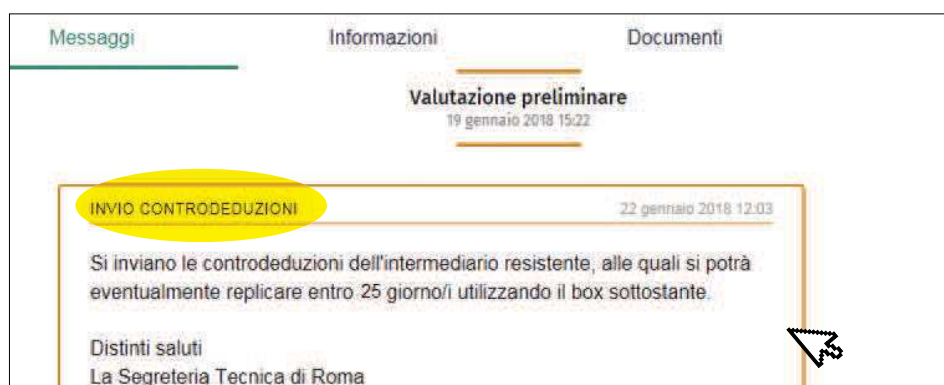 Messaggi Informazioni Documenti
Valutazione preliminare
19 gennaio 2018 15:22
INVIO CONTRODEDUZIONI 22 gennaio 2018 12:03
Si inviano le controdeduzioni dell'intermediario resistente, alle quali si potrà
eventualmente replicare entro 25 giorno/i utilizzando il box sottostante.
Distinti saluti
La Segreteria Tecnica di Roma